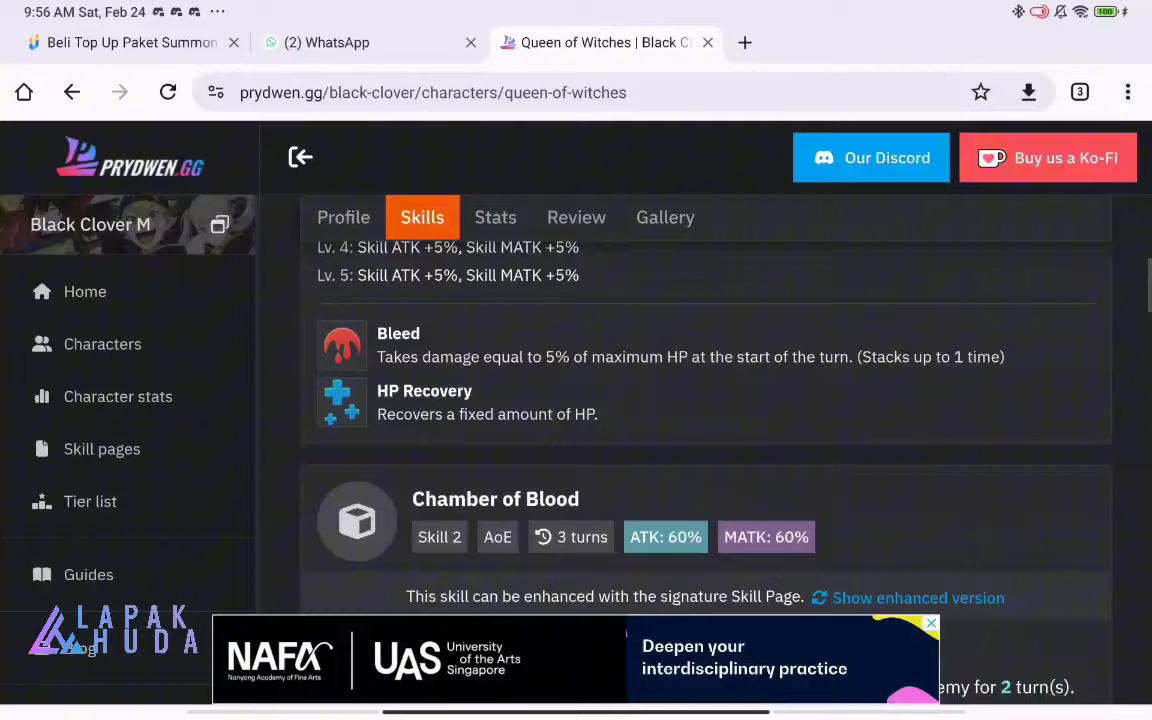 9:56 AM Sat, Feb 24
100
Beli Top Up Paket Summon
(2) WhatsApp
Queen of Witches | Black C
prydwen.gg/black-clover/characters/queen-of-witches
3
PRYDWEN.GG
Our Discord
Buy us a Ko-Fi
Black Clover M
Profile
Skills
Stats
Review
Gallery
Home
Characters
Character stats
Skill pages
Tier list
Guides
Lv. 4: Skill ATK +5%, Skill MATK +5%
Lv. 5: Skill ATK +5%, Skill MATK +5%
Bleed
Takes damage equal to 5% of maximum HP at the start of the turn. (Stacks up to 1 time)
HP Recovery
Recovers a fixed amount of HP.
Chamber of Blood
Skill 2
AoE
3 turns
ATK: 60%
MATK: 60%
This skill can be enhanced with the signature Skill Page. Show enhanced version
emy for 2 turn(s).
LAPAK
HUDA
NAFA
Nanyang Academy of Fine Arts
UAS
University
of the Arts
Singapore
Deepen your
interdisciplinary practice